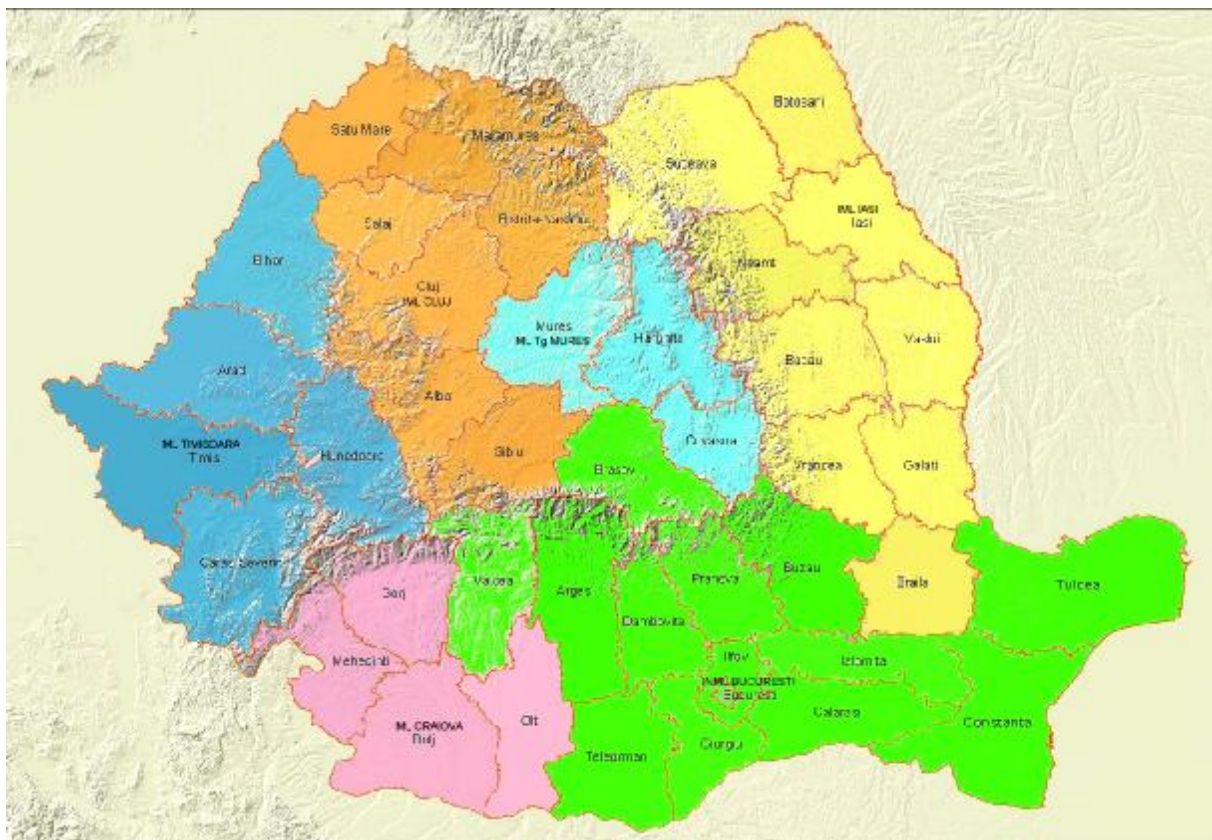 Botosani
Satu Mare
Maramures
Suceava
IML IASI
Iasi
Salaj
Bistrita-Nasaud
Bihor
Neamt
Cluj
IML CLUJ
Mures
ML Tg MURES
Harghita
Vaslui
Bacau
Arad
Alba
ML TIMISOARA
Timis
Hunedoara
Sibiu
Covasna
Brasov
Vrancea
Galati
Caras Severin
Valcea
Gorj
Arges
Prahova
Buzau
Braila
Tulcea
Dambovita
Mehedinti
Ilfov
Ialomita
INML BUCURESTI
Bucuresti
Calarasi
Constanta
ML CRAIOVA
Dolj
Olt
Giurgiu
Teleorman